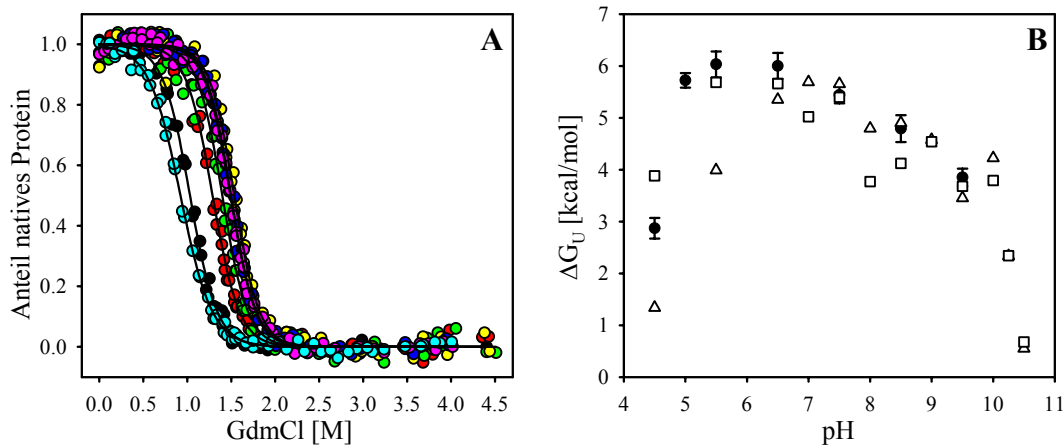 A
1.0
0.8
0.6
0.4
0.2
0.0
Anteil natives Protein
0.0 0.5 1.0 1.5 2.0 2.5 3.0 3.5 4.0 4.5
GdmCl [M]
B
7
6
5
4
3
2
1
0
ΔG_U [kcal/mol]
4 5 6 7 8 9 10 11
pH